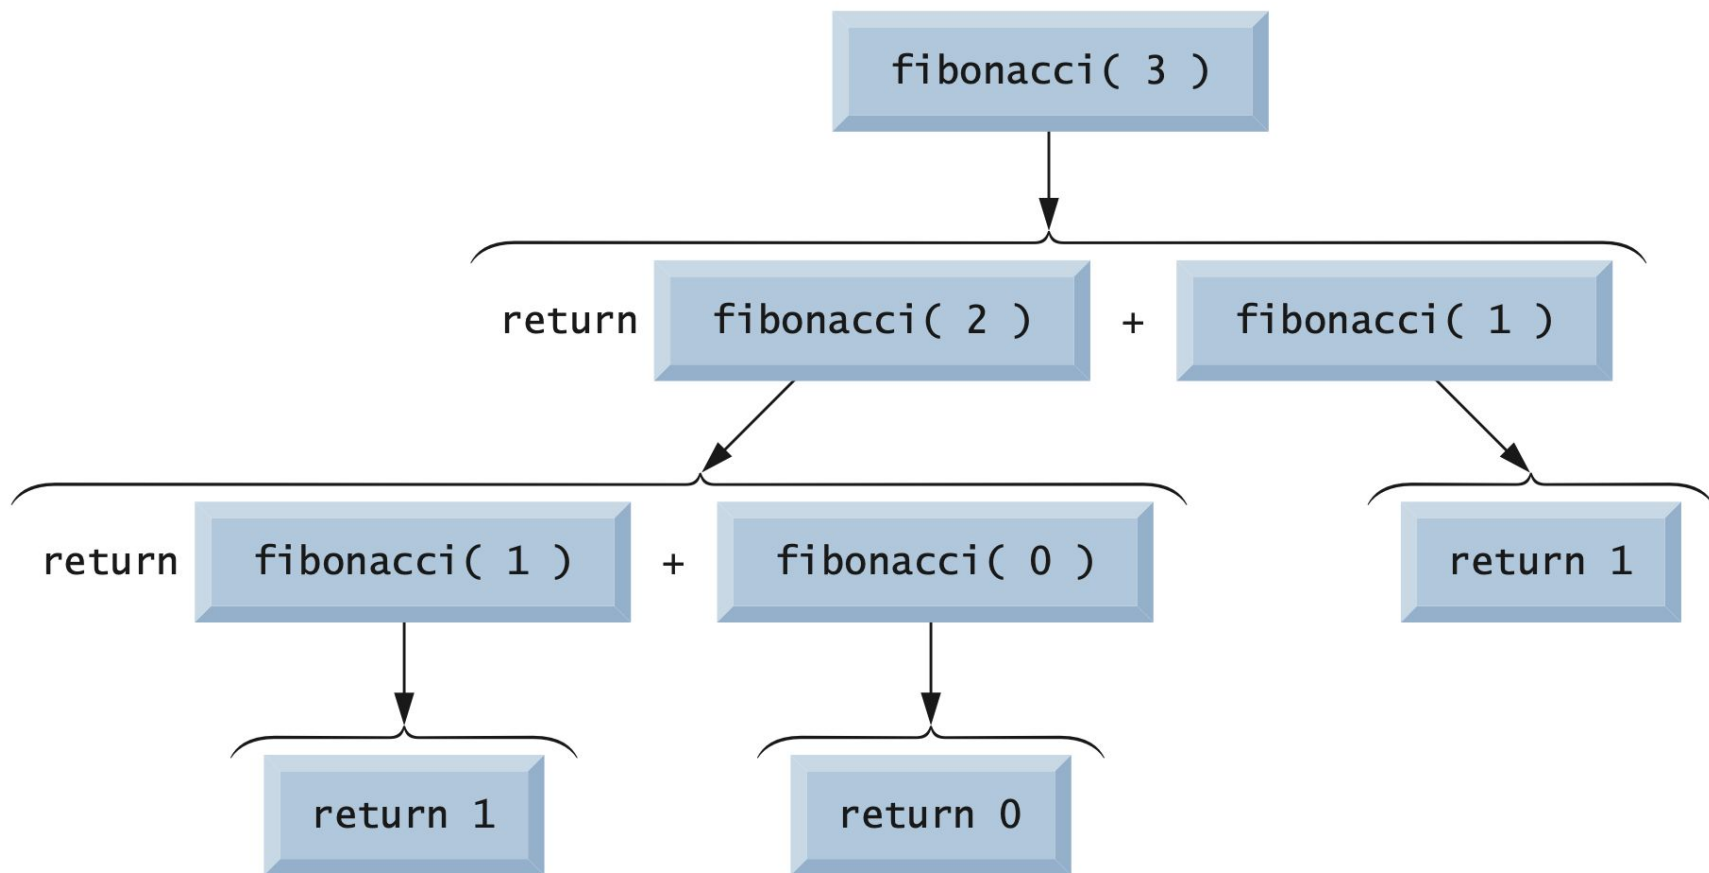 fibonacci( 3 )
return fibonacci( 2 ) + fibonacci( 1 )
return fibonacci( 1 ) + fibonacci( 0 ) return 1
return 1 return 0